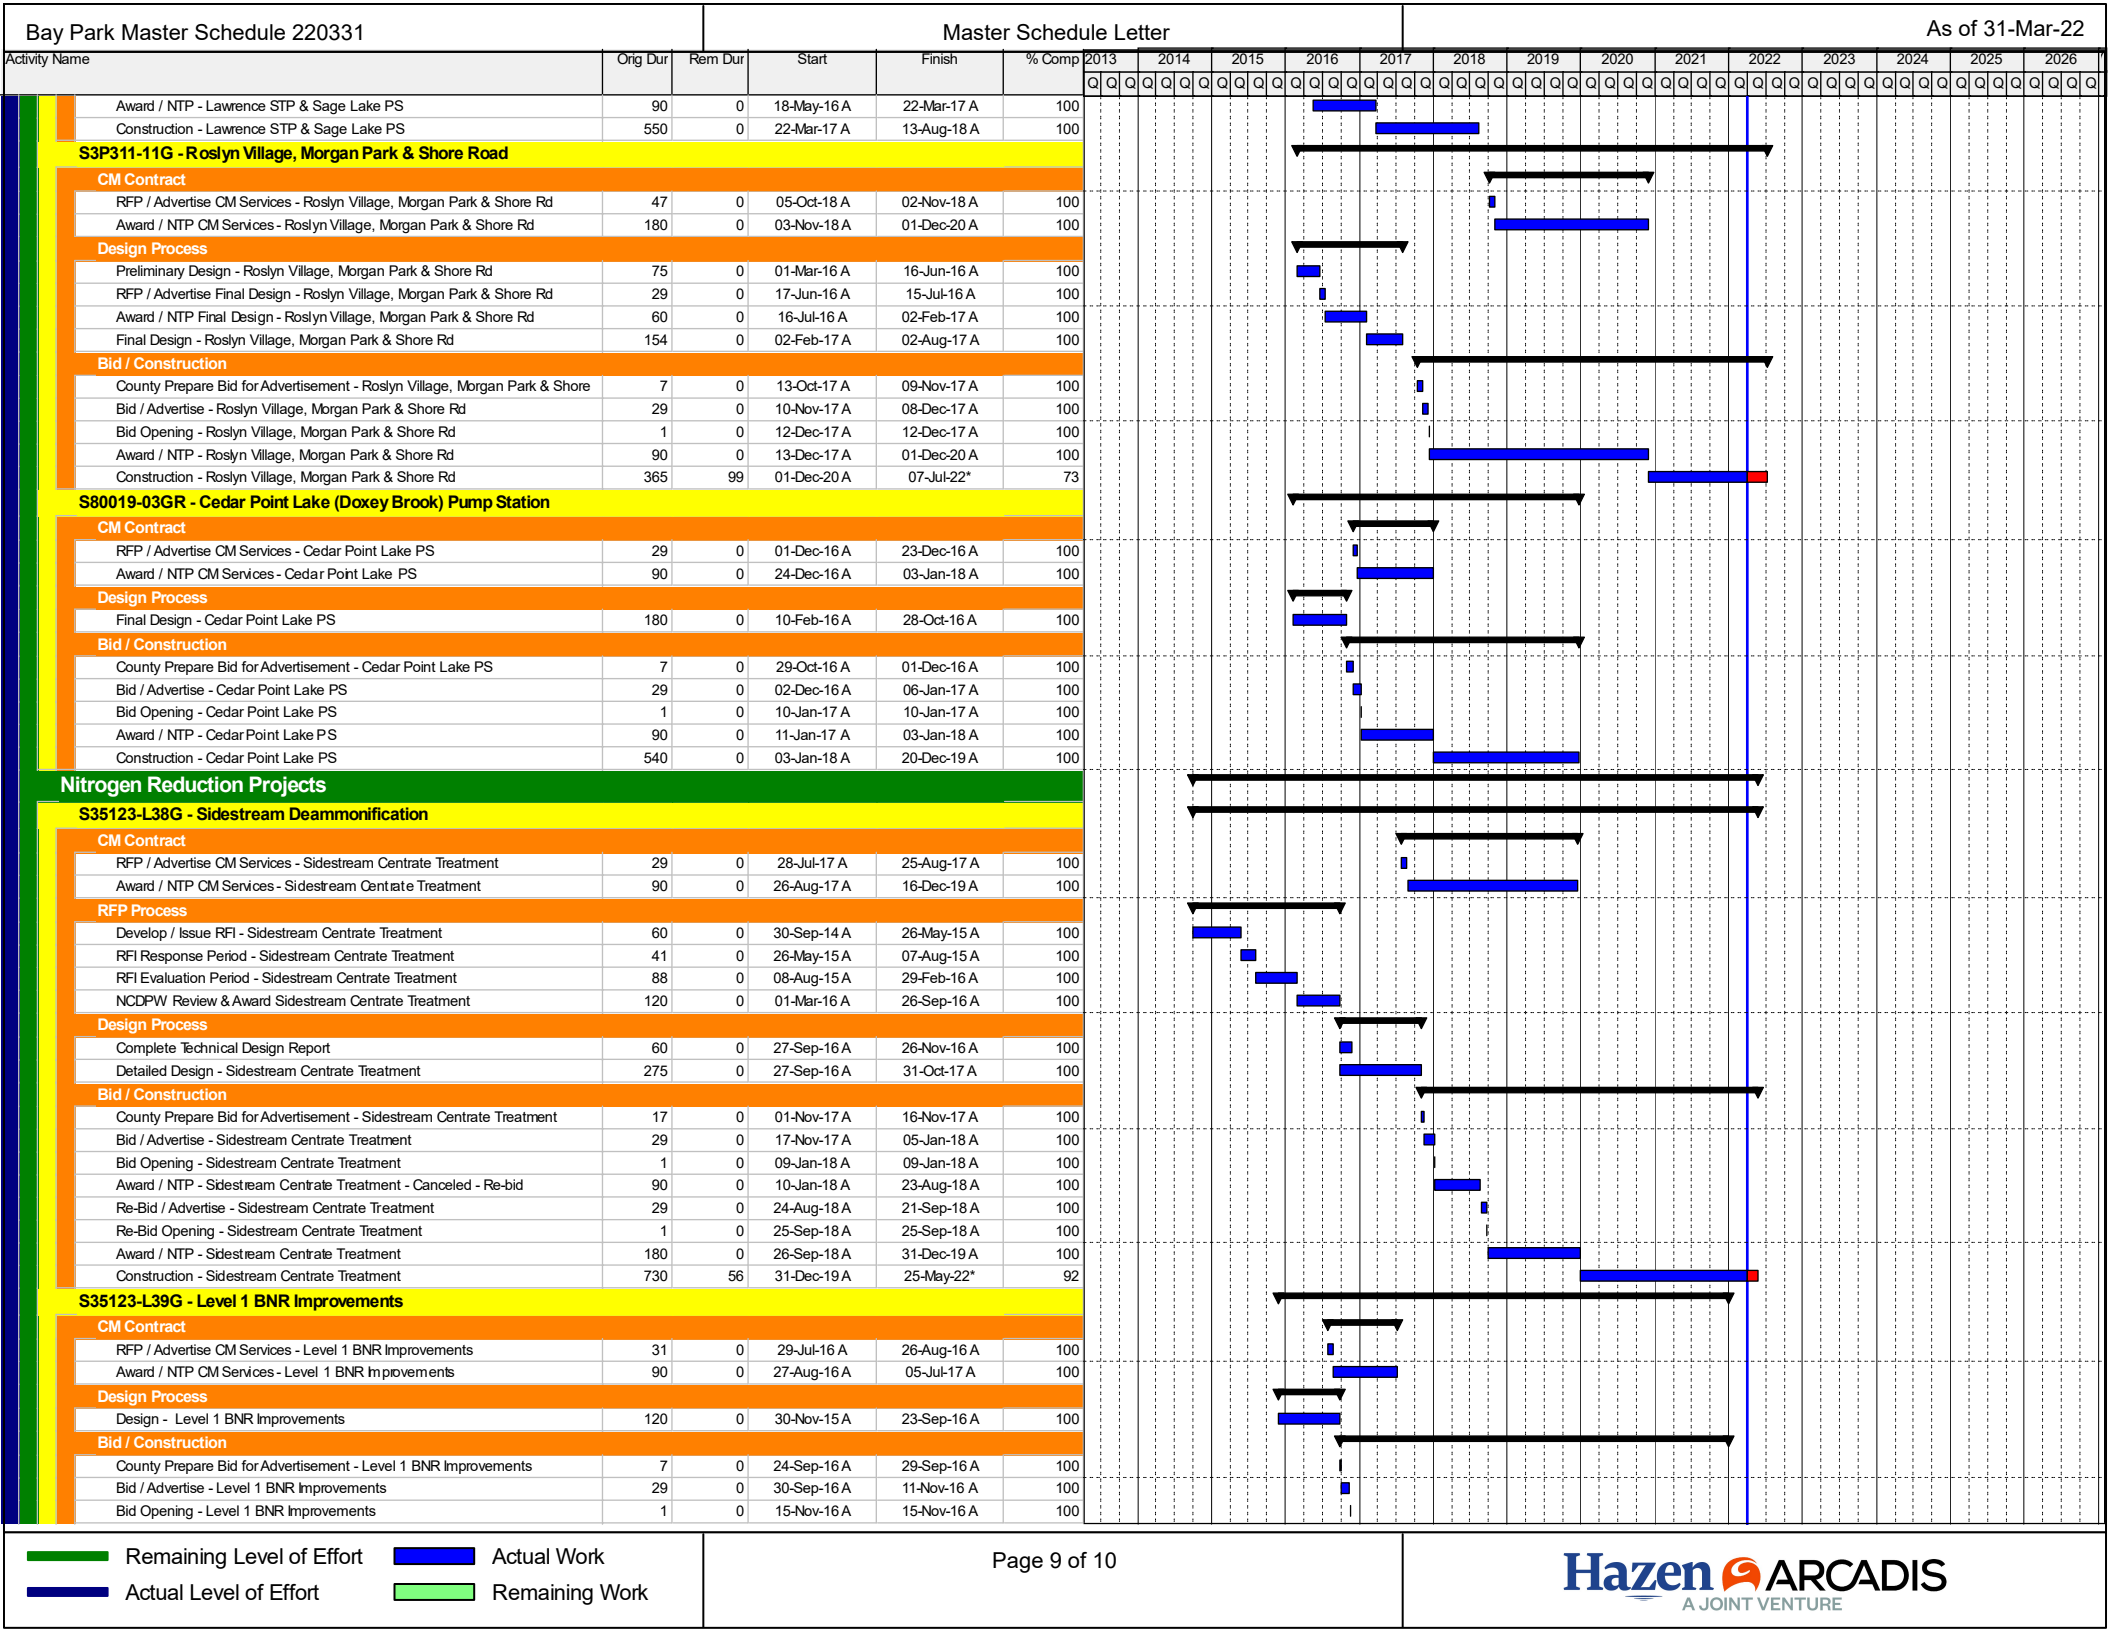 Bay Park Master Schedule 220331
Master Schedule Letter
As of 31-Mar-22
Activity Name Orig Dur Rem Dur Start Finish % Comp 2013 2014 2015 2016 2017 2018 2019 2020 2021 2022 2023 2024 2025 2026
Q Q Q Q Q Q Q Q Q Q Q Q Q Q Q Q Q Q Q Q Q Q Q Q Q Q Q Q Q Q Q Q Q Q Q Q Q Q Q Q Q Q Q Q Q Q Q Q Q Q Q Q Q Q Q
Award / NTP - Lawrence STP & Sage Lake PS 90 0 18-May-16 A 22-Mar-17 A 100
Construction - Lawrence STP & Sage Lake PS 550 0 22-Mar-17 A 13-Aug-18 A 100
S3P311-11G - Roslyn Village, Morgan Park & Shore Road
CM Contract
RFP / Advertise CM Services - Roslyn Village, Morgan Park & Shore Rd 47 0 05-Oct-18 A 02-Nov-18 A 100
Award / NTP CM Services - Roslyn Village, Morgan Park & Shore Rd 180 0 03-Nov-18 A 01-Dec-20 A 100
Design Process
Preliminary Design - Roslyn Village, Morgan Park & Shore Rd 75 0 01-Mar-16 A 16-Jun-16 A 100
RFP / Advertise Final Design - Roslyn Village, Morgan Park & Shore Rd 29 0 17-Jun-16 A 15-Jul-16 A 100
Award / NTP Final Design - Roslyn Village, Morgan Park & Shore Rd 60 0 16-Jul-16 A 02-Feb-17 A 100
Final Design - Roslyn Village, Morgan Park & Shore Rd 154 0 02-Feb-17 A 02-Aug-17 A 100
Bid / Construction
County Prepare Bid for Advertisement - Roslyn Village, Morgan Park & Shore 7 0 13-Oct-17 A 09-Nov-17 A 100
Bid / Advertise - Roslyn Village, Morgan Park & Shore Rd 29 0 10-Nov-17 A 08-Dec-17 A 100
Bid Opening - Roslyn Village, Morgan Park & Shore Rd 1 0 12-Dec-17 A 12-Dec-17 A 100
Award / NTP - Roslyn Village, Morgan Park & Shore Rd 90 0 13-Dec-17 A 01-Dec-20 A 100
Construction - Roslyn Village, Morgan Park & Shore Rd 365 99 01-Dec-20 A 07-Jul-22* 73
S80019-03GR - Cedar Point Lake (Doxey Brook) Pump Station
CM Contract
RFP / Advertise CM Services - Cedar Point Lake PS 29 0 01-Dec-16 A 23-Dec-16 A 100
Award / NTP CM Services - Cedar Point Lake PS 90 0 24-Dec-16 A 03-Jan-18 A 100
Design Process
Final Design - Cedar Point Lake PS 180 0 10-Feb-16 A 28-Oct-16 A 100
Bid / Construction
County Prepare Bid for Advertisement - Cedar Point Lake PS 7 0 29-Oct-16 A 01-Dec-16 A 100
Bid / Advertise - Cedar Point Lake PS 29 0 02-Dec-16 A 06-Jan-17 A 100
Bid Opening - Cedar Point Lake PS 1 0 10-Jan-17 A 10-Jan-17 A 100
Award / NTP - Cedar Point Lake PS 90 0 11-Jan-17 A 03-Jan-18 A 100
Construction - Cedar Point Lake PS 540 0 03-Jan-18 A 20-Dec-19 A 100
Nitrogen Reduction Projects
S35123-L38G - Sidestream Deammonification
CM Contract
RFP / Advertise CM Services - Sidestream Centrate Treatment 29 0 28-Jul-17 A 25-Aug-17 A 100
Award / NTP CM Services - Sidestream Centrate Treatment 90 0 26-Aug-17 A 16-Dec-19 A 100
RFP Process
Develop / Issue RFI - Sidestream Centrate Treatment 60 0 30-Sep-14 A 26-May-15 A 100
RFI Response Period - Sidestream Centrate Treatment 41 0 26-May-15 A 07-Aug-15 A 100
RFI Evaluation Period - Sidestream Centrate Treatment 88 0 08-Aug-15 A 29-Feb-16 A 100
NCDPW Review & Award Sidestream Centrate Treatment 120 0 01-Mar-16 A 26-Sep-16 A 100
Design Process
Complete Technical Design Report 60 0 27-Sep-16 A 26-Nov-16 A 100
Detailed Design - Sidestream Centrate Treatment 275 0 27-Sep-16 A 31-Oct-17 A 100
Bid / Construction
County Prepare Bid for Advertisement - Sidestream Centrate Treatment 17 0 01-Nov-17 A 16-Nov-17 A 100
Bid / Advertise - Sidestream Centrate Treatment 29 0 17-Nov-17 A 05-Jan-18 A 100
Bid Opening - Sidestream Centrate Treatment 1 0 09-Jan-18 A 09-Jan-18 A 100
Award / NTP - Sidestream Centrate Treatment - Canceled - Re-bid 90 0 10-Jan-18 A 23-Aug-18 A 100
Re-Bid / Advertise - Sidestream Centrate Treatment 29 0 24-Aug-18 A 21-Sep-18 A 100
Re-Bid Opening - Sidestream Centrate Treatment 1 0 25-Sep-18 A 25-Sep-18 A 100
Award / NTP - Sidestream Centrate Treatment 180 0 26-Sep-18 A 31-Dec-19 A 100
Construction - Sidestream Centrate Treatment 730 56 31-Dec-19 A 25-May-22* 92
S35123-L39G - Level 1 BNR Improvements
CM Contract
RFP / Advertise CM Services - Level 1 BNR Improvements 31 0 29-Jul-16 A 26-Aug-16 A 100
Award / NTP CM Services - Level 1 BNR Improvements 90 0 27-Aug-16 A 05-Jul-17 A 100
Design Process
Design - Level 1 BNR Improvements 120 0 30-Nov-15 A 23-Sep-16 A 100
Bid / Construction
County Prepare Bid for Advertisement - Level 1 BNR Improvements 7 0 24-Sep-16 A 29-Sep-16 A 100
Bid / Advertise - Level 1 BNR Improvements 29 0 30-Sep-16 A 11-Nov-16 A 100
Bid Opening - Level 1 BNR Improvements 1 0 15-Nov-16 A 15-Nov-16 A 100
Remaining Level of Effort Actual Work
Actual Level of Effort Remaining Work
Page 9 of 10
Hazen ARCADIS
A JOINT VENTURE